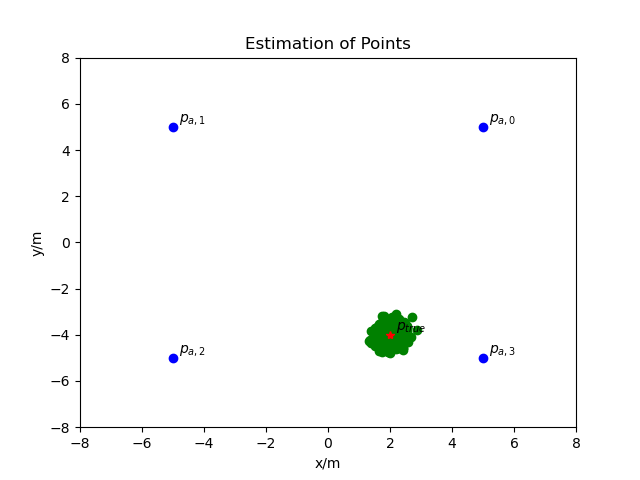 Estimation of Points
8
6
4
2
0
−2
−4
−6
−8
y/m
p_{a,1}
p_{a,0}
p_{true}
p_{a,2}
p_{a,3}
−8 −6 −4 −2 0 2 4 6 8
x/m